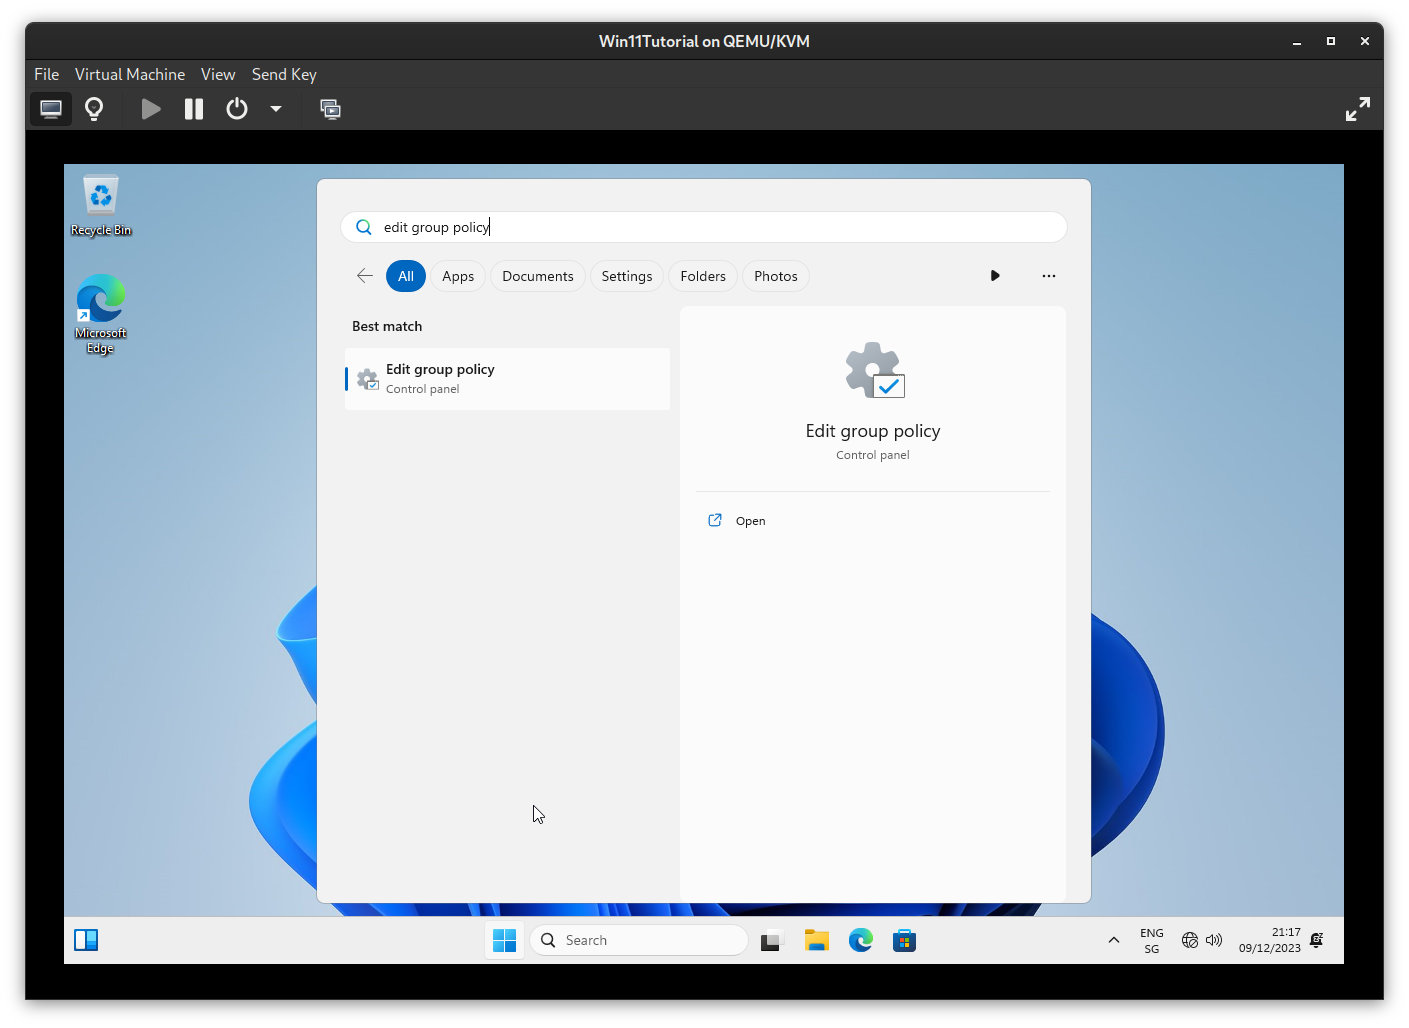 Win11Tutorial on QEMU/KVM
File Virtual Machine View Send Key
Recycle Bin
Microsoft
Edge
edit group policy
All Apps Documents Settings Folders Photos
Best match
Edit group policy
Control panel
Edit group policy
Control panel
Open
Search
ENG
SG
21:17
09/12/2023